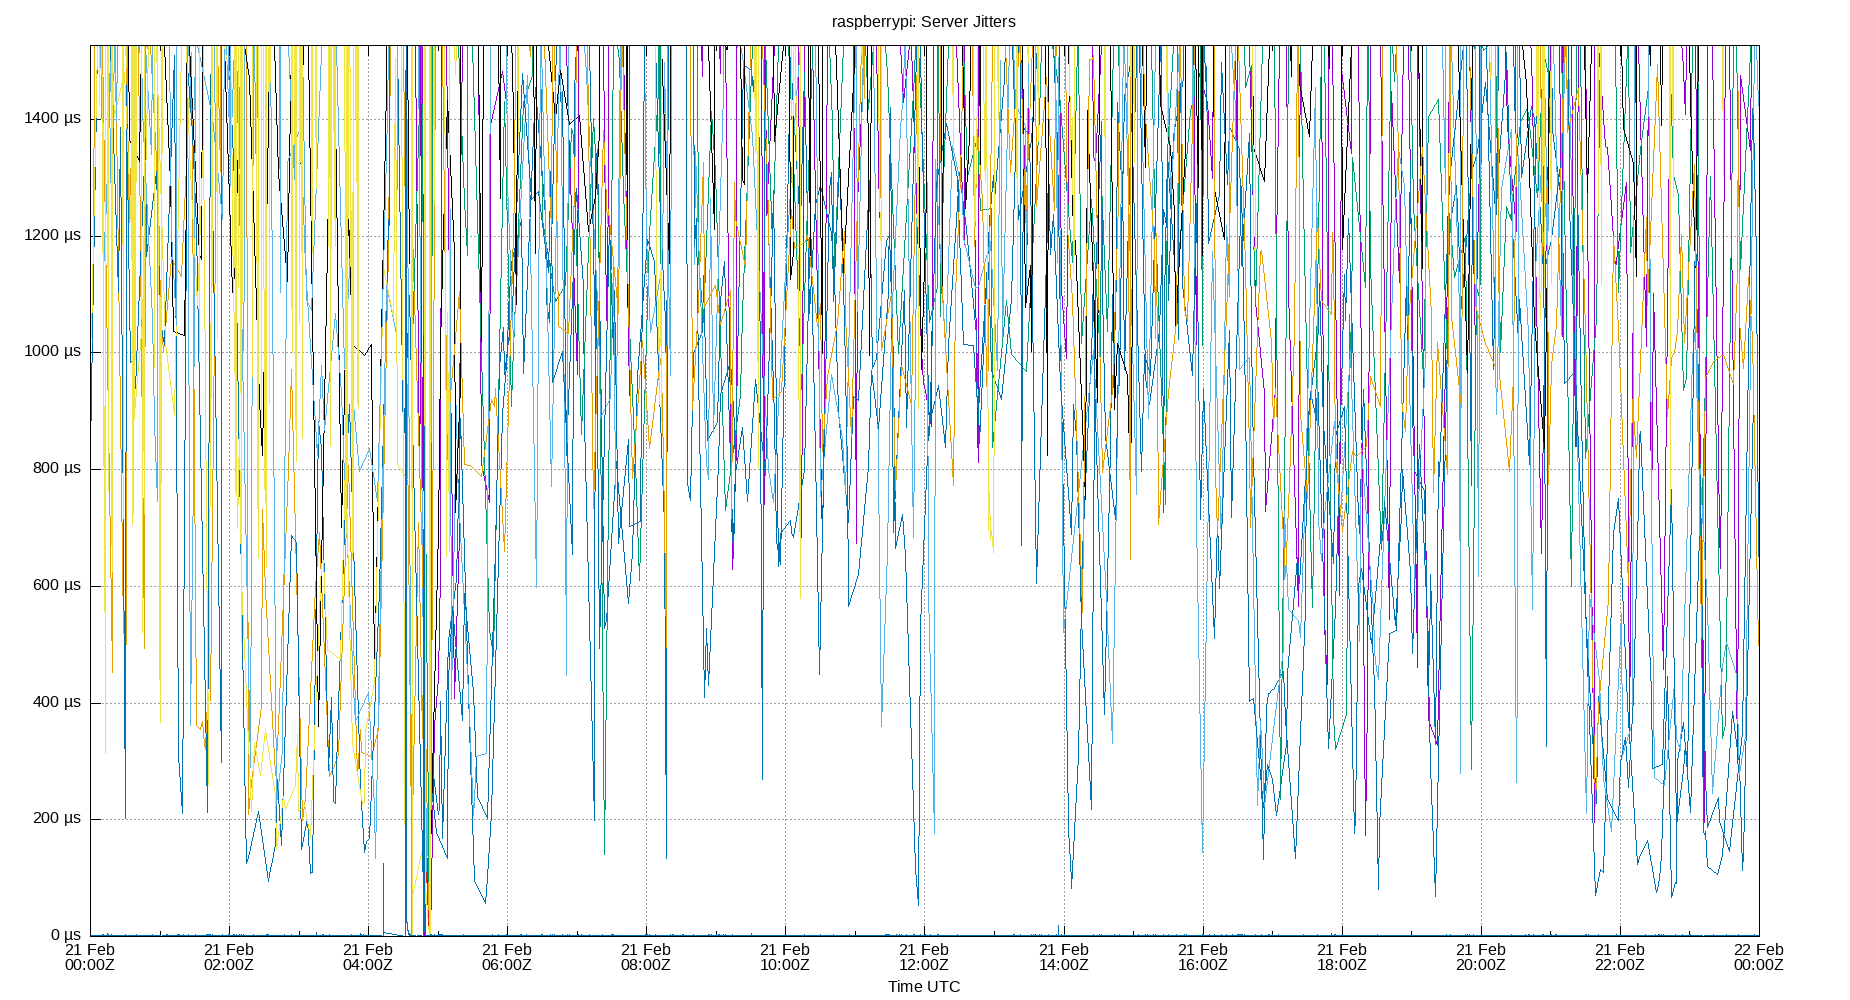 raspberrypi: Server Jitters
1400 µs
1200 µs
1000 µs
800 µs
600 µs
400 µs
200 µs
0 µs
21 Feb 21 Feb 21 Feb 21 Feb 21 Feb 21 Feb 21 Feb 21 Feb 21 Feb 21 Feb 21 Feb 21 Feb 22 Feb
00:00Z 02:00Z 04:00Z 06:00Z 08:00Z 10:00Z 12:00Z 14:00Z 16:00Z 18:00Z 20:00Z 22:00Z 00:00Z
Time UTC